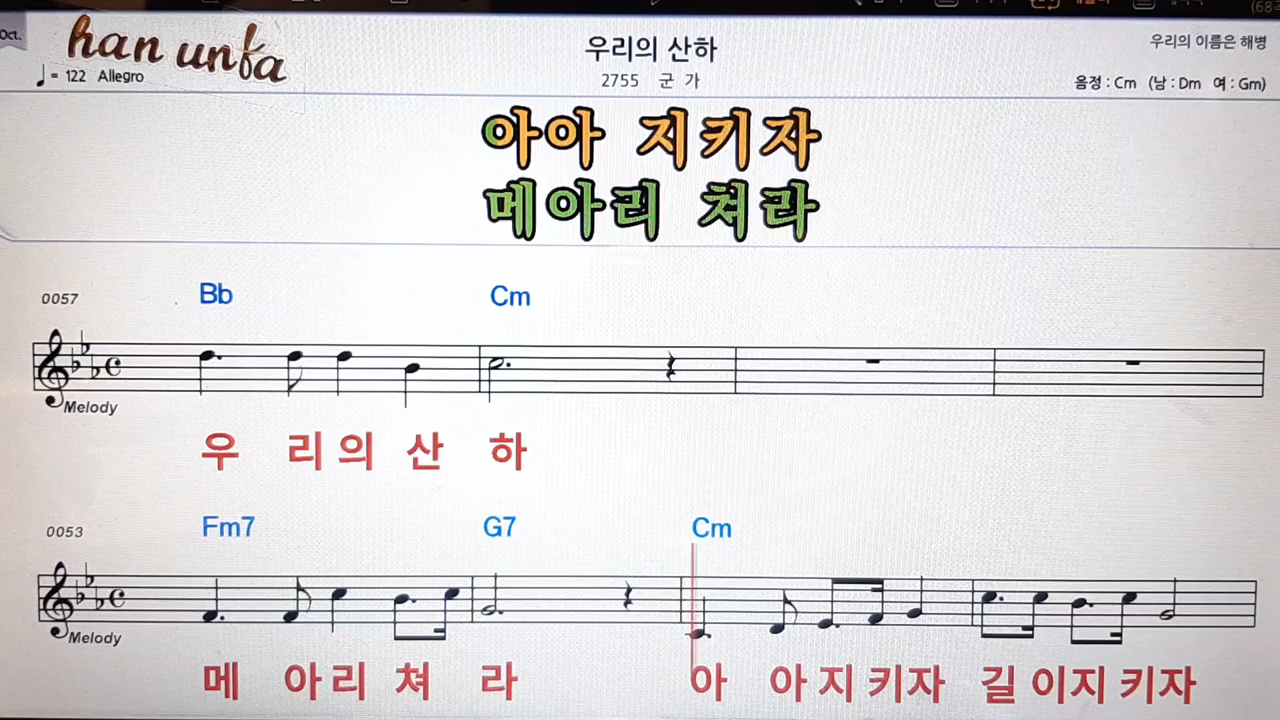 Oct.
han unfa
우리의 산하
우리의 이름은 해병
♩= 122 Allegro
2755 군 가
음정 : Cm (남 : Dm 여 : Gm)
아아 지키자
메아리 쳐라
0057 Bb Cm
Melody
우 리 의 산 하
0053 Fm7 G7 Cm
Melody
메 아 리 쳐 라 아 아 지 키자 길 이지 키자